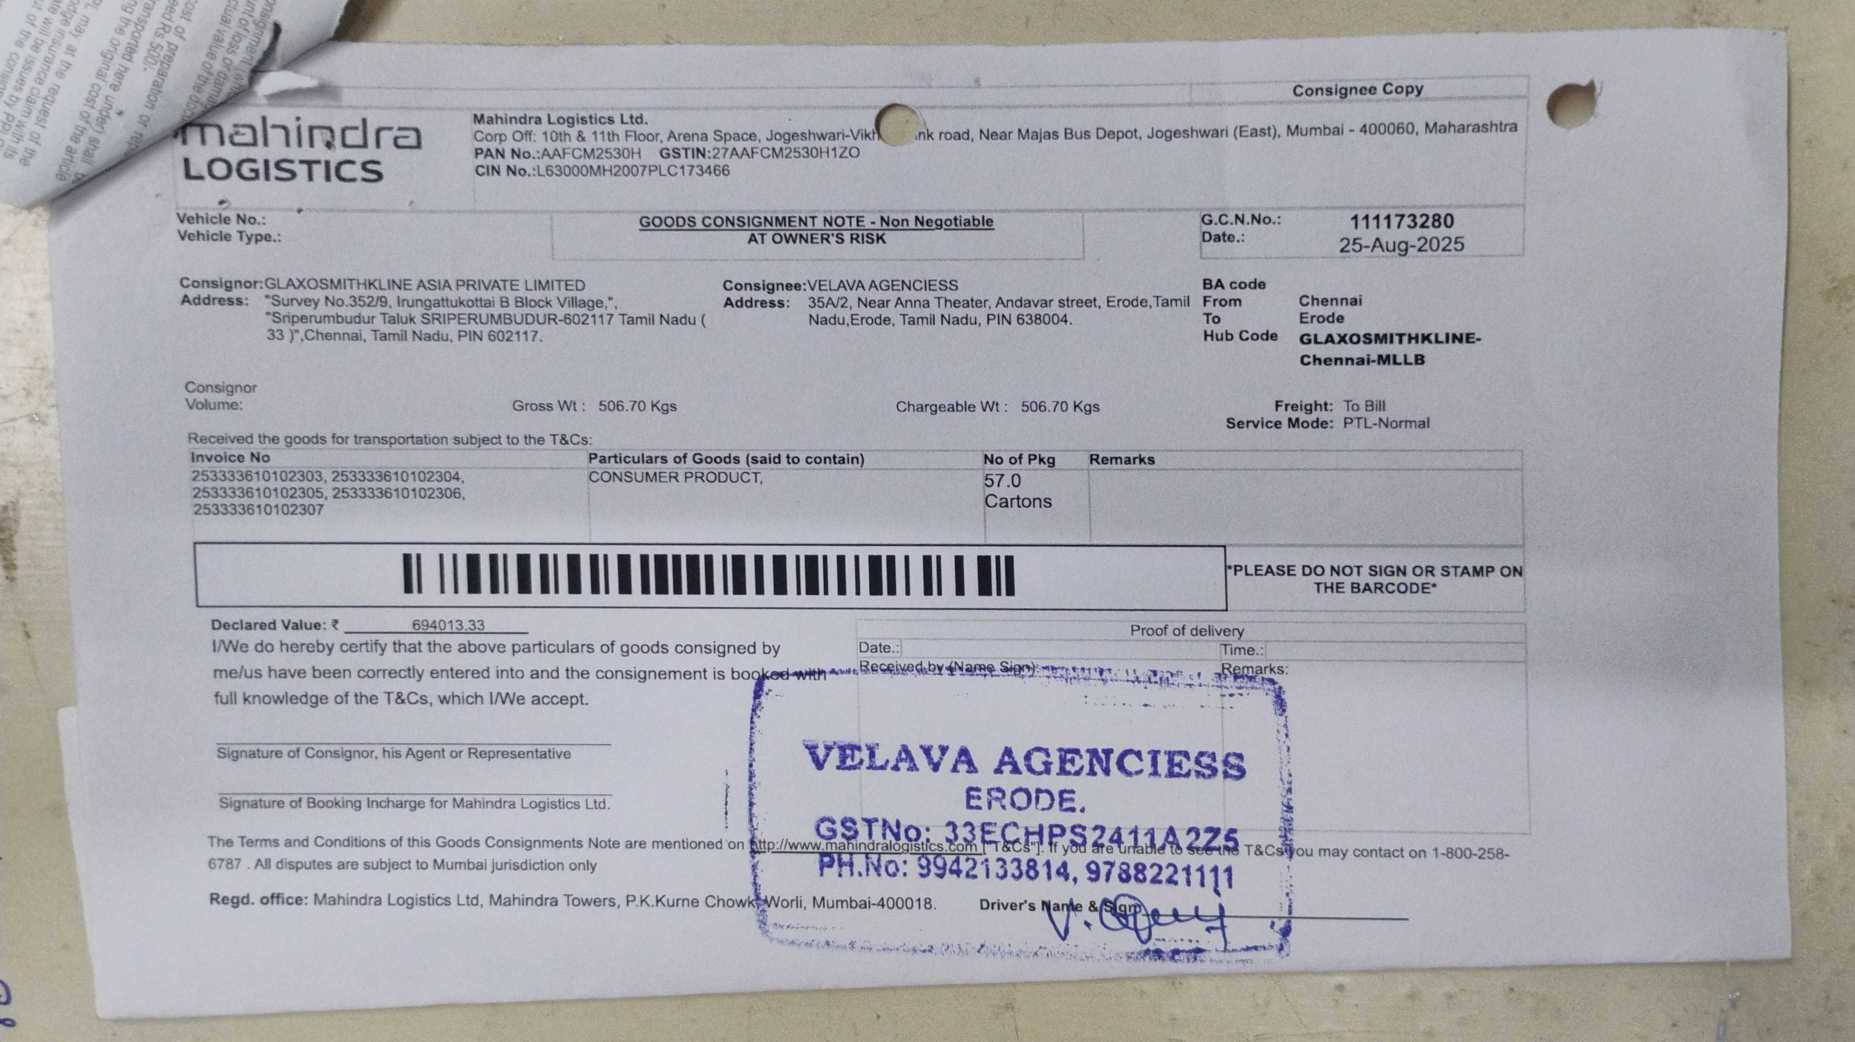 Consignee Copy
mahindra
LOGISTICS
Mahindra Logistics Ltd.
Corp Off: 10th & 11th Floor, Arena Space, Jogeshwari-Vikh nk road, Near Majas Bus Depot, Jogeshwari (East), Mumbai - 400060, Maharashtra
PAN No.:AAFCM2530H GSTIN:27AAFCM2530H1ZO
CIN No.:L63000MH2007PLC173466
Vehicle No.:
Vehicle Type.:
GOODS CONSIGNMENT NOTE - Non Negotiable
AT OWNER'S RISK
G.C.N.No.: 111173280
Date.: 25-Aug-2025
Consignor:GLAXOSMITHKLINE ASIA PRIVATE LIMITED
Address: "Survey No.352/9, Irungattukottai B Block Village,",
"Sriperumbudur Taluk SRIPERUMBUDUR-602117 Tamil Nadu (
33 )",Chennai, Tamil Nadu, PIN 602117.
Consignee:VELAVA AGENCIESS
Address: 35A/2, Near Anna Theater, Andavar street, Erode,Tamil
Nadu,Erode, Tamil Nadu, PIN 638004.
BA code
From Chennai
To Erode
Hub Code GLAXOSMITHKLINE-
Chennai-MLLB
Consignor
Volume:
Gross Wt : 506.70 Kgs
Chargeable Wt : 506.70 Kgs
Freight: To Bill
Service Mode: PTL-Normal
Received the goods for transportation subject to the T&Cs:
Invoice No Particulars of Goods (said to contain) No of Pkg Remarks
253333610102303, 253333610102304,
253333610102305, 253333610102306,
253333610102307
CONSUMER PRODUCT,
57.0
Cartons
*PLEASE DO NOT SIGN OR STAMP ON
THE BARCODE*
Declared Value: ₹ 694013.33
I/We do hereby certify that the above particulars of goods consigned by
me/us have been correctly entered into and the consignement is booked with
full knowledge of the T&Cs, which I/We accept.
Proof of delivery
Date.: Time.:
Received by (Name Sign): Remarks:
Signature of Consignor, his Agent or Representative
Signature of Booking Incharge for Mahindra Logistics Ltd.
VELAVA AGENCIESS
ERODE.
GSTNo: 33ECHPS2411A2Z5
PH.No: 9942133814, 9788221111
The Terms and Conditions of this Goods Consignments Note are mentioned on http://www.mahindralogistics.com [ "T&Cs"]. If you are unable to see the T&Cs you may contact on 1-800-258-
6787 . All disputes are subject to Mumbai jurisdiction only
Regd. office: Mahindra Logistics Ltd, Mahindra Towers, P.K.Kurne Chowk, Worli, Mumbai-400018.
Driver's Name & Sign